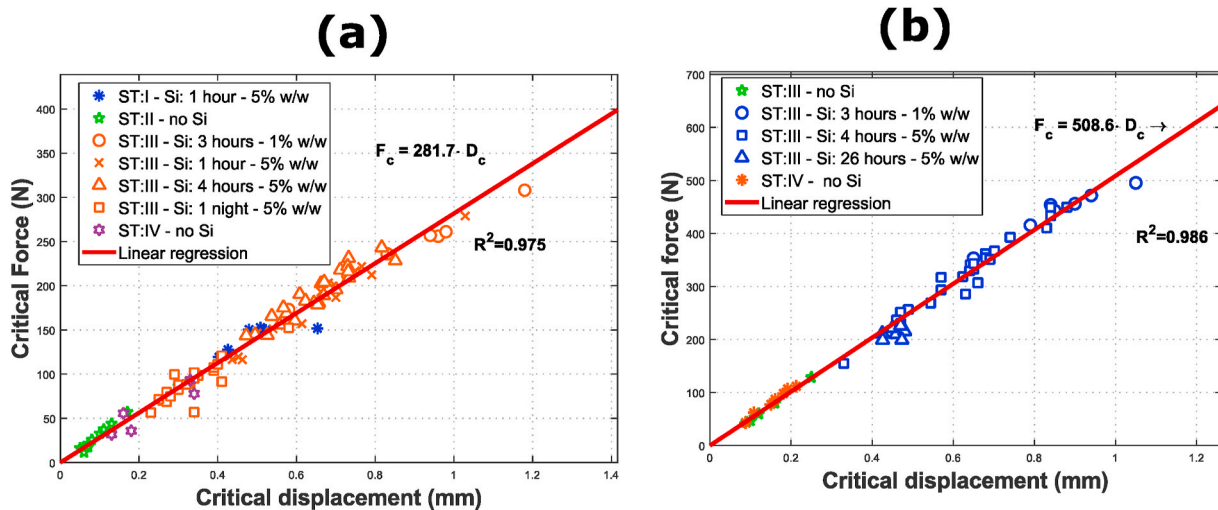 (a)
ST:I - Si: 1 hour - 5% w/w
ST:II - no Si
ST:III - Si: 3 hours - 1% w/w
ST:III - Si: 1 hour - 5% w/w
ST:III - Si: 4 hours - 5% w/w
ST:III - Si: 1 night - 5% w/w
ST:IV - no Si
Linear regression
F_c = 281.7· D_c
R²=0.975
Critical Force (N)
400
350
300
250
200
150
100
50
0
0 0.2 0.4 0.6 0.8 1 1.2 1.4
Critical displacement (mm)
(b)
ST:III - no Si
ST:III - Si: 3 hours - 1% w/w
ST:III - Si: 4 hours - 5% w/w
ST:III - Si: 26 hours - 5% w/w
ST:IV - no Si
Linear regression
F_c = 508.6· D_c →
R²=0.986
Critical force (N)
700
600
500
400
300
200
100
0
0 0.2 0.4 0.6 0.8 1 1.2
Critical displacement (mm)